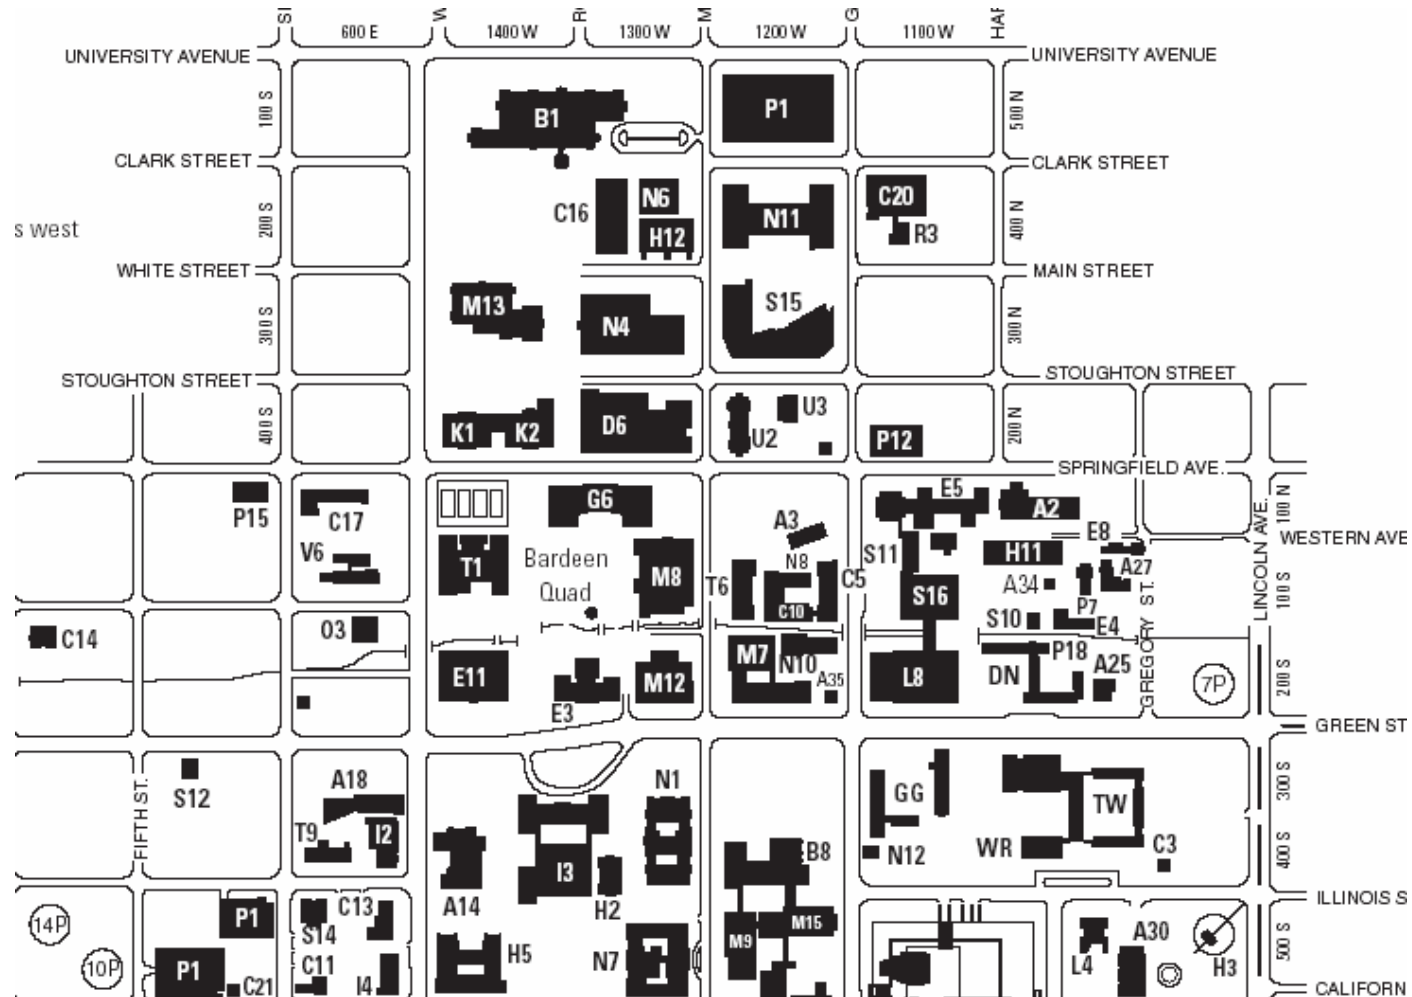 600 E
1400 W
1300 W
1200 W
1100 W
UNIVERSITY AVENUE
UNIVERSITY AVENUE
100 S
B1
P1
500 N
CLARK STREET
CLARK STREET
s west
200 S
C16
N6
H12
N11
C20
R3
400 N
WHITE STREET
MAIN STREET
300 S
M13
N4
S15
300 N
STOUGHTON STREET
STOUGHTON STREET
400 S
K1
K2
D6
U2
U3
P12
200 N
SPRINGFIELD AVE.
P15
C17
V6
G6
T1
Bardeen
Quad
M8
A3
N8
T6
C10
C5
E5
A2
S11
S16
H11
E8
A27
A34
P7
S10
E4
100 N
WESTERN AVE
LINCOLN AVE.
100 S
GREGORY ST.
C14
O3
E11
E3
M12
M7
N10
A35
L8
DN
P18
A25
7P
200 S
GREEN ST
FIFTH ST.
S12
A18
T9
I2
N1
I3
H2
A14
B8
GG
N12
TW
WR
C3
300 S
400 S
ILLINOIS S
14P
10P
P1
P1
C21
C13
S14
C11
I4
H5
N7
M15
M9
L4
A30
H3
500 S
CALIFORN